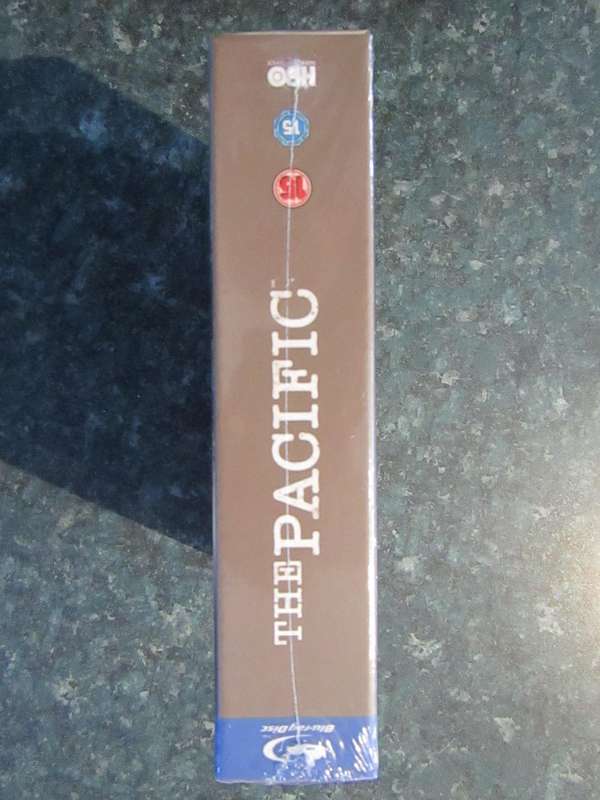 HBO
15
15
THE PACIFIC
Blu-ray Disc